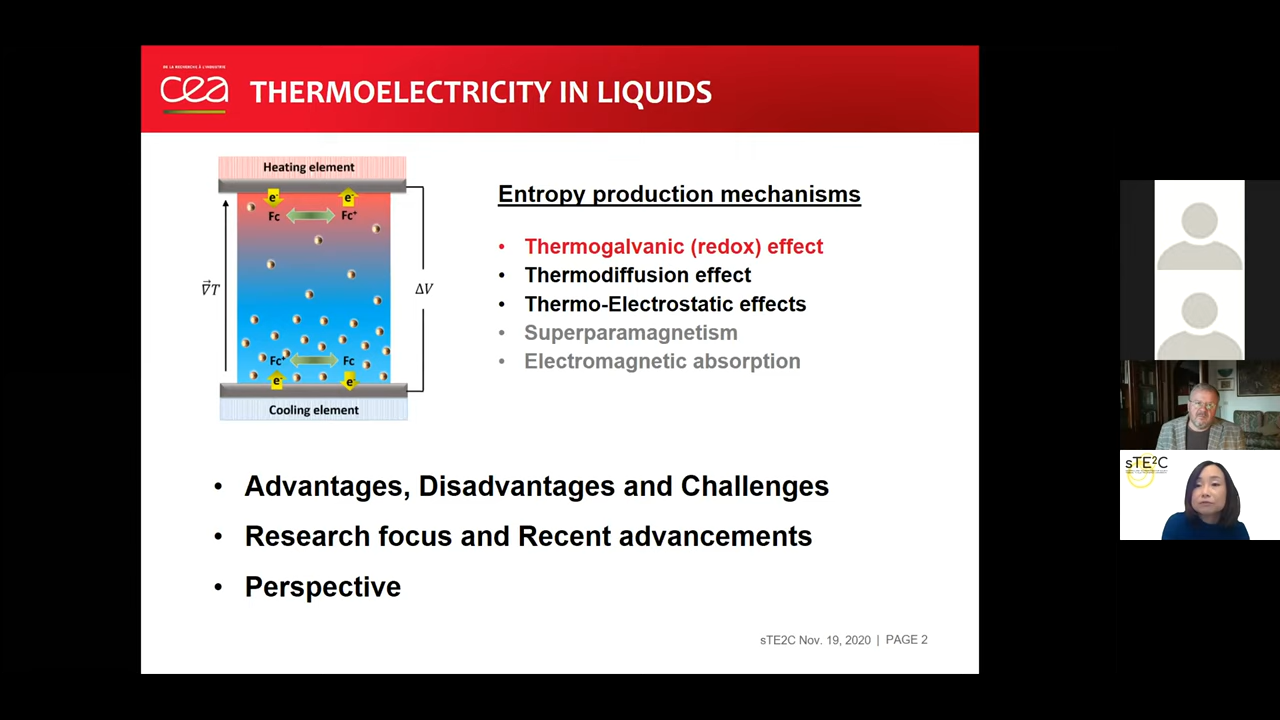 DE LA RECHERCHE À L'INDUSTRIE
cea
THERMOELECTRICITY IN LIQUIDS
Heating element
e-
e-
Fc
Fc+
∇T
ΔV
Fc+
Fc
e-
e-
Cooling element
Entropy production mechanisms
• Thermogalvanic (redox) effect
• Thermodiffusion effect
• Thermo-Electrostatic effects
• Superparamagnetism
• Electromagnetic absorption
• Advantages, Disadvantages and Challenges
• Research focus and Recent advancements
• Perspective
sTE2C Nov. 19, 2020 | PAGE 2
sTE²C